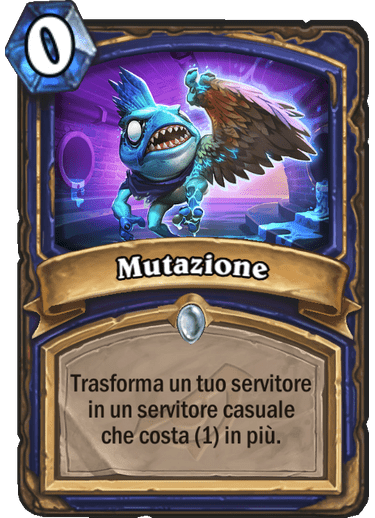 0
Mutazione
Trasforma un tuo servitore
in un servitore casuale
che costa (1) in più.